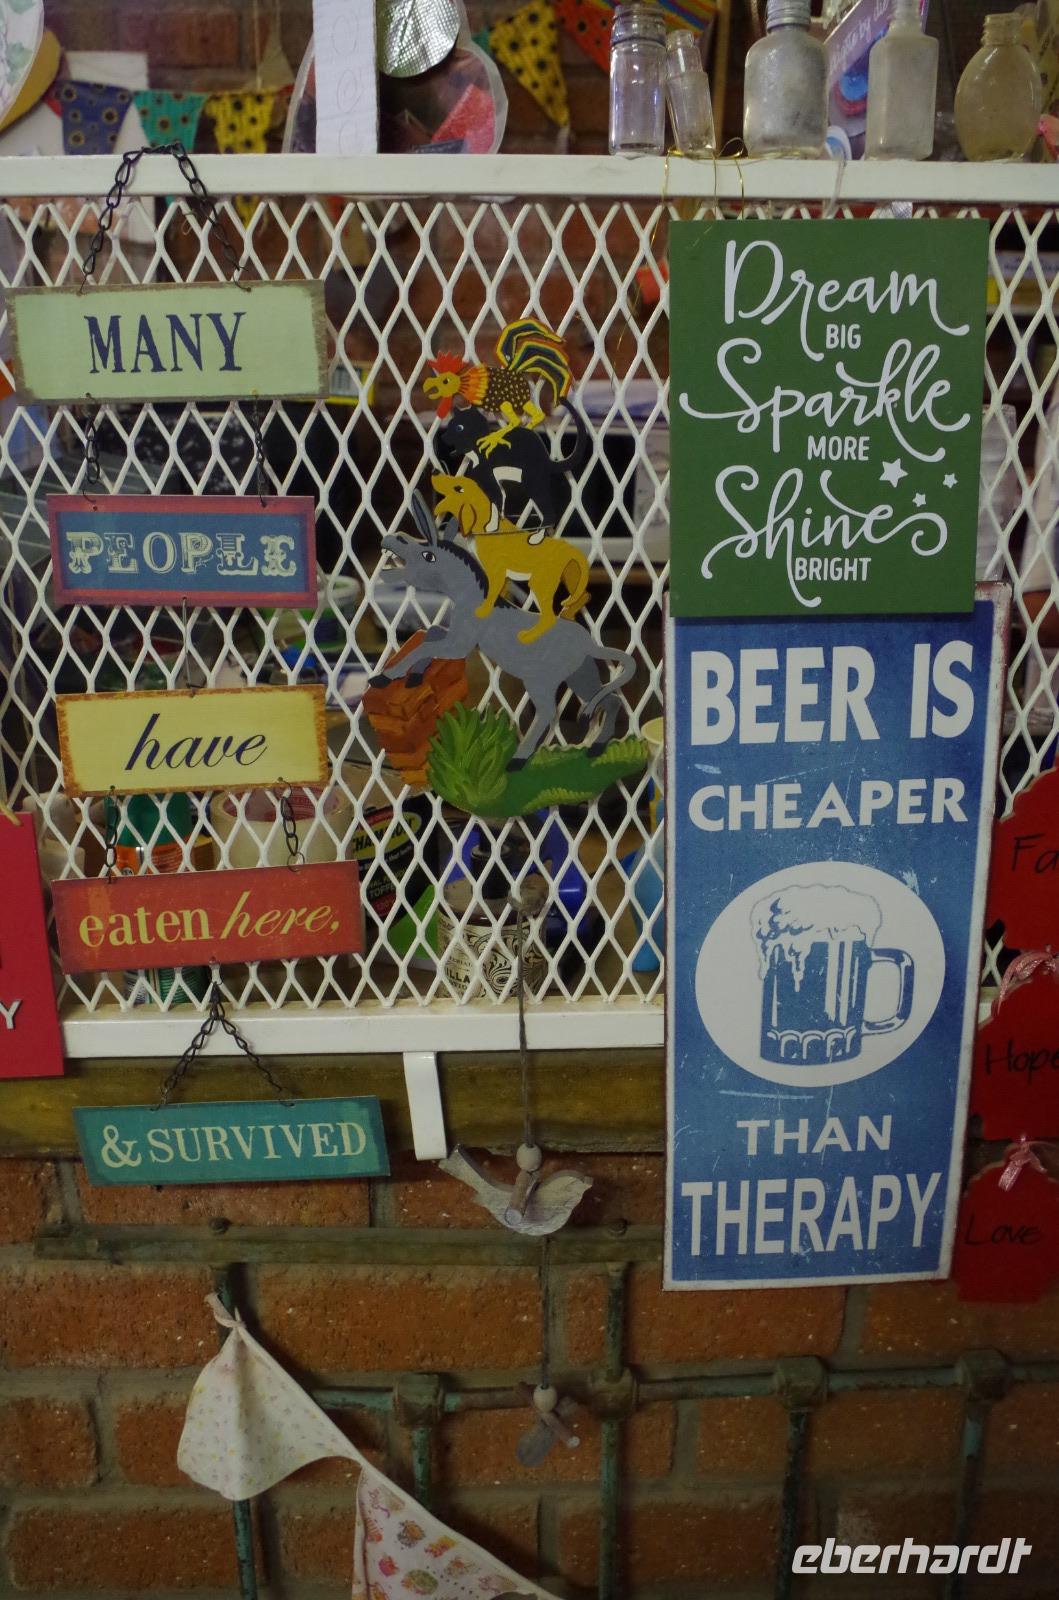 MANY
PEOPLE
have
eaten here,
& SURVIVED
Dream
BIG
Sparkle
MORE
Shine
BRIGHT
BEER IS
CHEAPER
THAN
THERAPY
Hope
Love
eberhardt